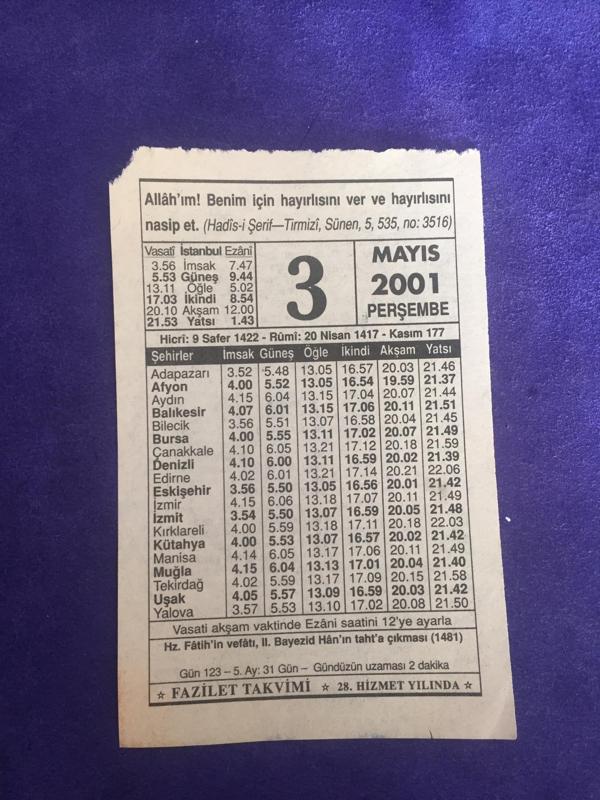 Allâh'ım! Benim için hayırlısını ver ve hayırlısını
nasip et. (Hadîs-i Şerif—Tirmizî, Sünen, 5, 535, no: 3516)
Vasatî İstanbul Ezânî
3.56 İmsak 7.47
5.53 Güneş 9.44
13.11 Öğle 5.02
17.03 İkindi 8.54
20.10 Akşam 12.00
21.53 Yatsı 1.43
3
MAYIS
2001
PERŞEMBE
Hicrî: 9 Safer 1422 - Rûmî: 20 Nisan 1417 - Kasım 177
Şehirler İmsak Güneş Öğle İkindi Akşam Yatsı
Adapazarı 3.52 5.48 13.05 16.57 20.03 21.46
Afyon 4.00 5.52 13.05 16.54 19.59 21.37
Aydın 4.15 6.04 13.15 17.04 20.07 21.44
Balıkesir 4.07 6.01 13.15 17.06 20.11 21.51
Bilecik 3.56 5.51 13.07 16.58 20.04 21.45
Bursa 4.00 5.55 13.11 17.02 20.07 21.49
Çanakkale 4.10 6.05 13.21 17.12 20.18 21.59
Denizli 4.10 6.00 13.11 16.59 20.02 21.39
Edirne 4.02 6.01 13.21 17.14 20.21 22.06
Eskişehir 3.56 5.50 13.05 16.56 20.01 21.42
İzmir 4.15 6.06 13.18 17.07 20.11 21.49
İzmit 3.54 5.50 13.07 16.59 20.05 21.48
Kırklareli 4.00 5.59 13.18 17.11 20.18 22.03
Kütahya 4.00 5.53 13.07 16.57 20.02 21.42
Manisa 4.14 6.05 13.17 17.06 20.11 21.49
Muğla 4.15 6.04 13.13 17.01 20.04 21.40
Tekirdağ 4.02 5.59 13.17 17.09 20.15 21.58
Uşak 4.05 5.57 13.09 16.59 20.03 21.42
Yalova 3.57 5.53 13.10 17.02 20.08 21.50
Vasati akşam vaktinde Ezâni saatini 12'ye ayarla
Hz. Fâtih'in vefâtı, II. Bayezid Hân'ın taht'a çıkması (1481)
Gün 123 – 5. Ay: 31 Gün – Gündüzün uzaması 2 dakika
☆ FAZİLET TAKVİMİ ☆ 28. HİZMET YILINDA ☆